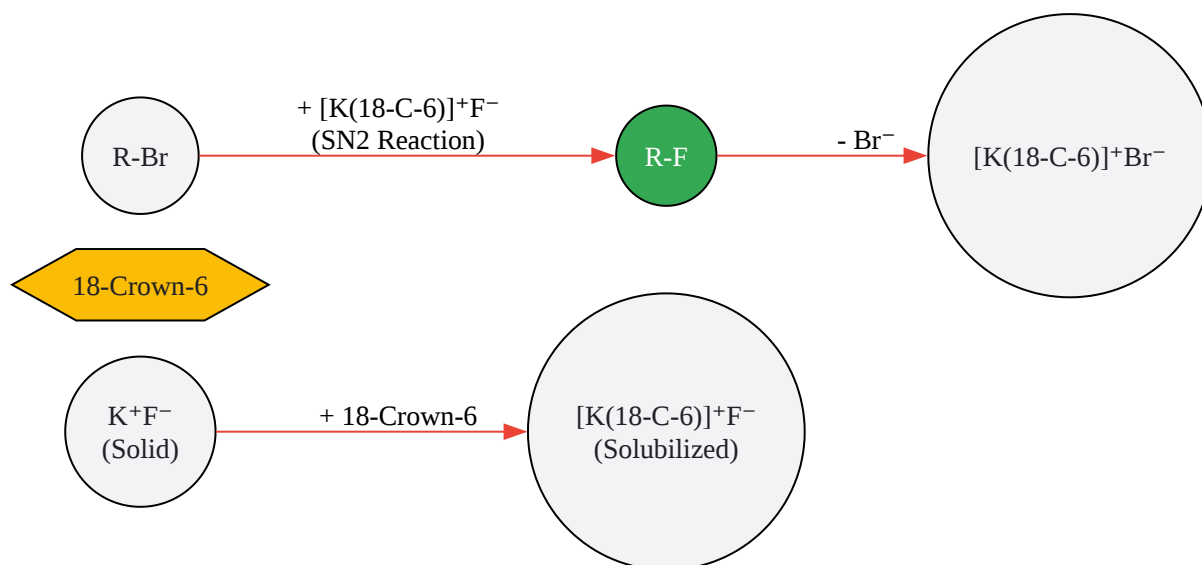 + [K(18-C-6)]⁺F⁻
(SN2 Reaction)
R-Br
R-F
- Br⁻
[K(18-C-6)]⁺Br⁻
18-Crown-6
K⁺F⁻
(Solid)
+ 18-Crown-6
[K(18-C-6)]⁺F⁻
(Solubilized)